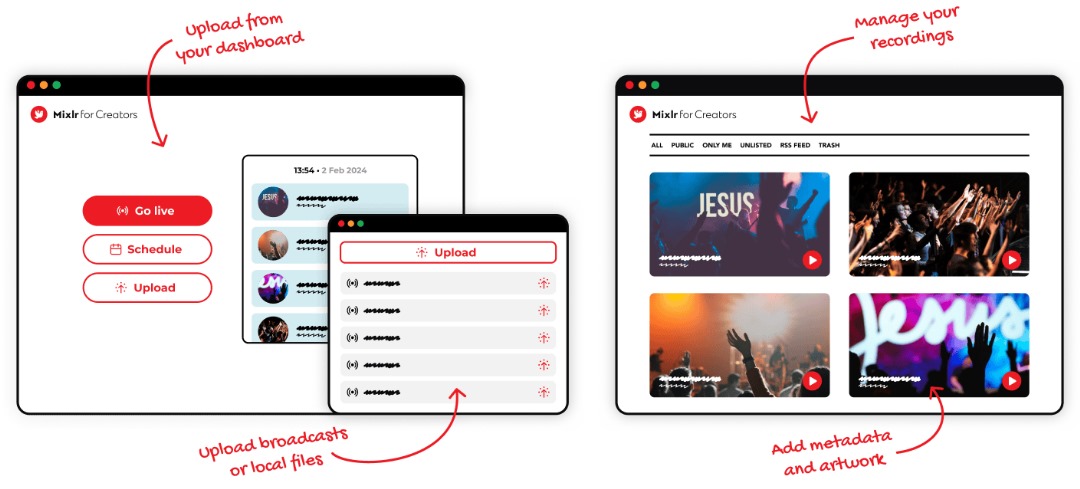 Upload from
your dashboard
Mixlr for Creators
13:54 • 2 Feb 2024
JESUS
Go live
Schedule
Upload
Upload
Upload broadcasts
or local files
Manage your
recordings
Mixlr for Creators
ALL PUBLIC ONLY ME UNLISTED RSS FEED TRASH
JESUS
Jesus
Add metadata
and artwork